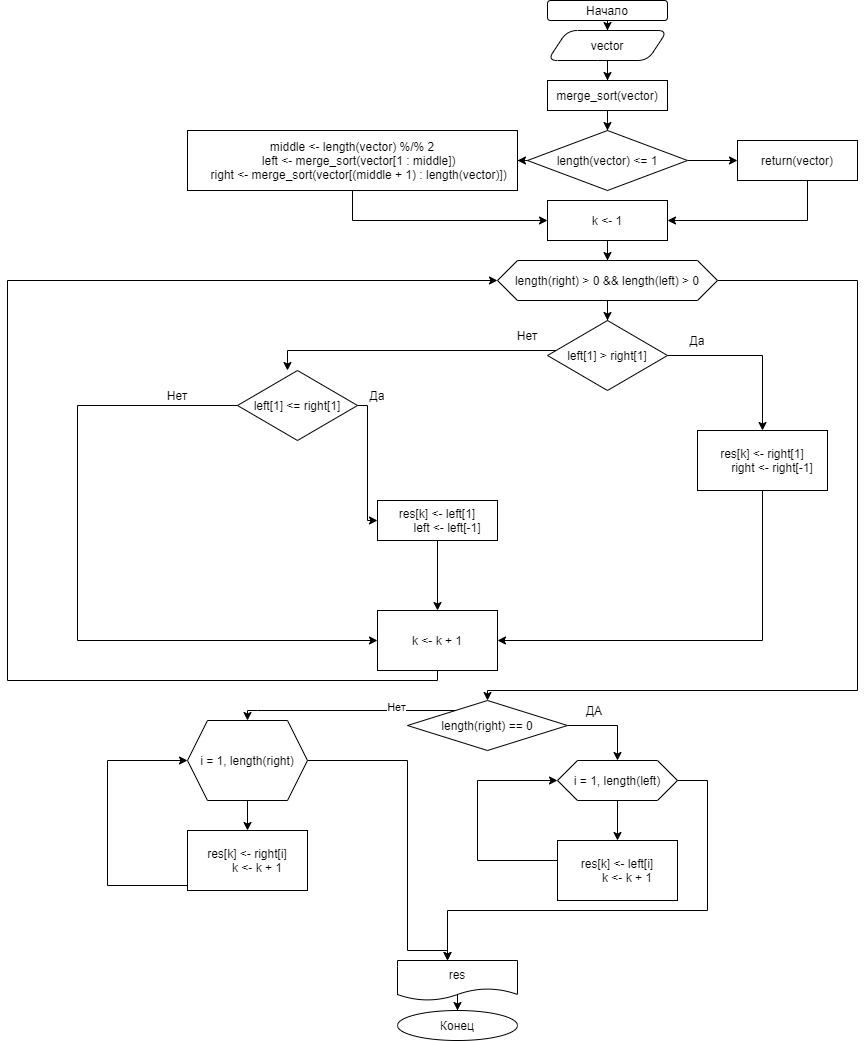 Начало
vector
merge_sort(vector)
length(vector) <= 1
middle <- length(vector) %/% 2
left <- merge_sort(vector[1 : middle])
right <- merge_sort(vector[(middle + 1) : length(vector)])
return(vector)
k <- 1
length(right) > 0 && length(left) > 0
Нет
left[1] > right[1]
Да
Нет
left[1] <= right[1]
Да
res[k] <- right[1]
right <- right[-1]
res[k] <- left[1]
left <- left[-1]
k <- k + 1
Нет
length(right) == 0
ДА
i = 1, length(right)
i = 1, length(left)
res[k] <- right[i]
k <- k + 1
res[k] <- left[i]
k <- k + 1
res
Конец